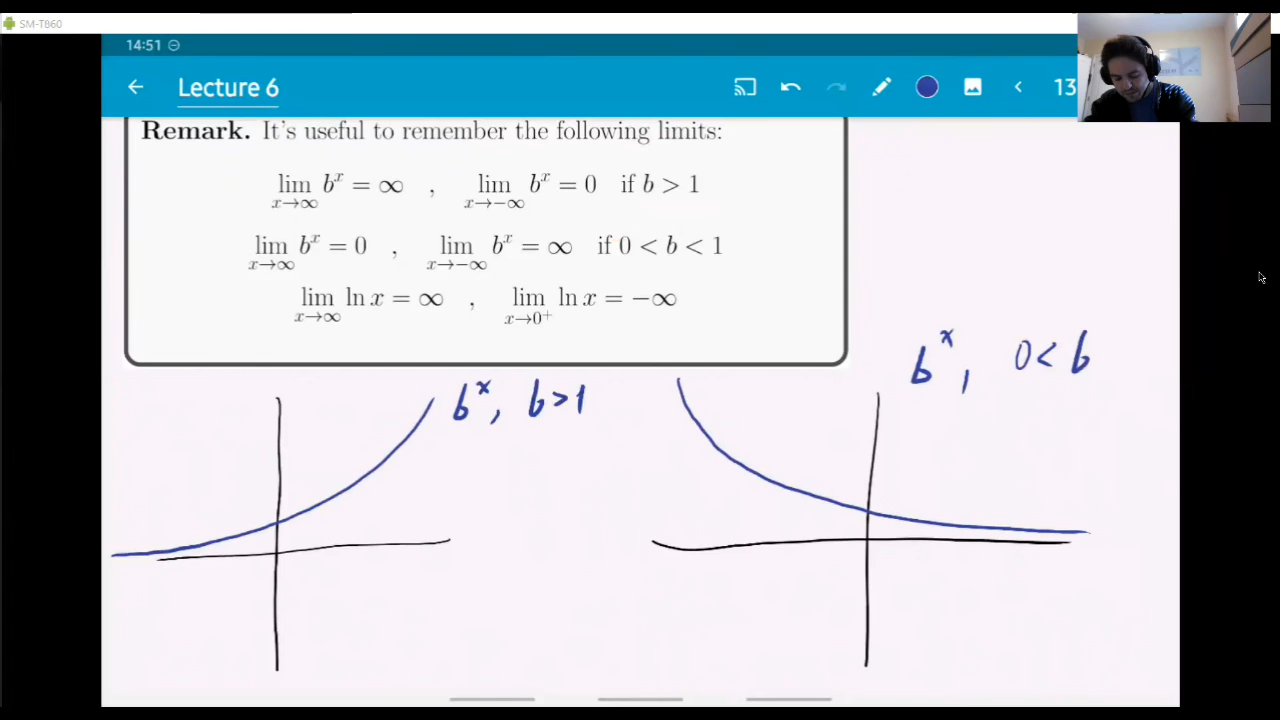 SM-T860
14:51
Lecture 6
13
Remark. It's useful to remember the following limits:
lim x→∞ b^x = ∞ , lim x→−∞ b^x = 0 if b > 1
lim x→∞ b^x = 0 , lim x→−∞ b^x = ∞ if 0 < b < 1
lim x→∞ ln x = ∞ , lim x→0⁺ ln x = −∞
b^x, 0< b
b^x, b>1